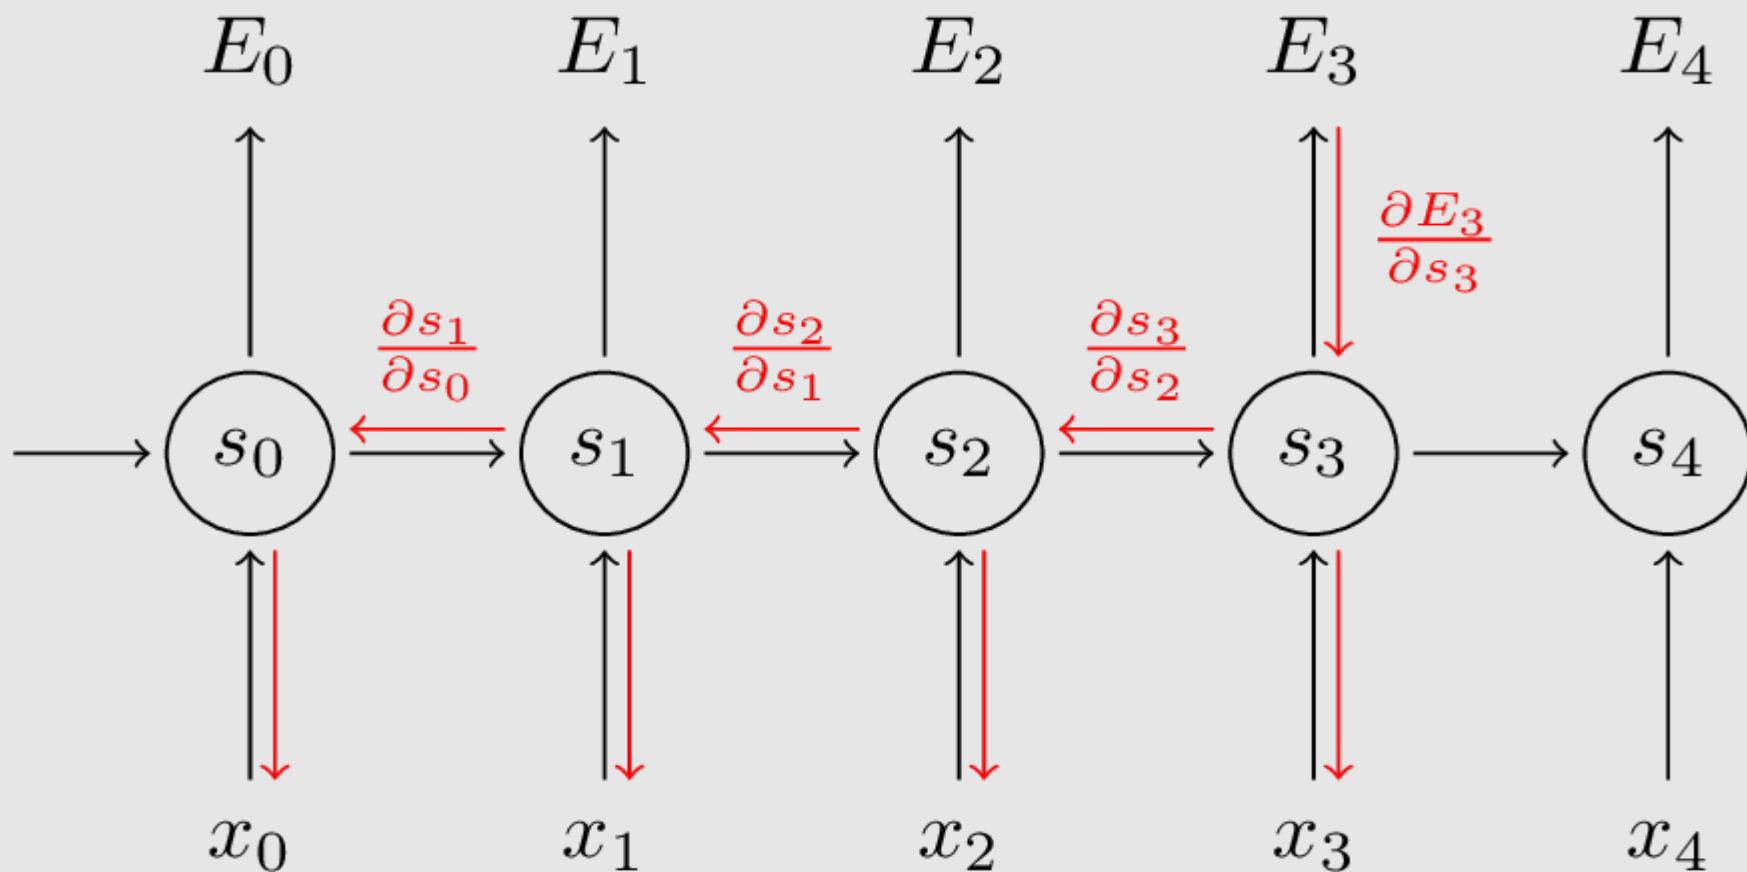 E₀ E₁ E₂ E₃ E₄
∂E₃/∂s₃
∂s₁/∂s₀ ∂s₂/∂s₁ ∂s₃/∂s₂
s₀ s₁ s₂ s₃ s₄
x₀ x₁ x₂ x₃ x₄